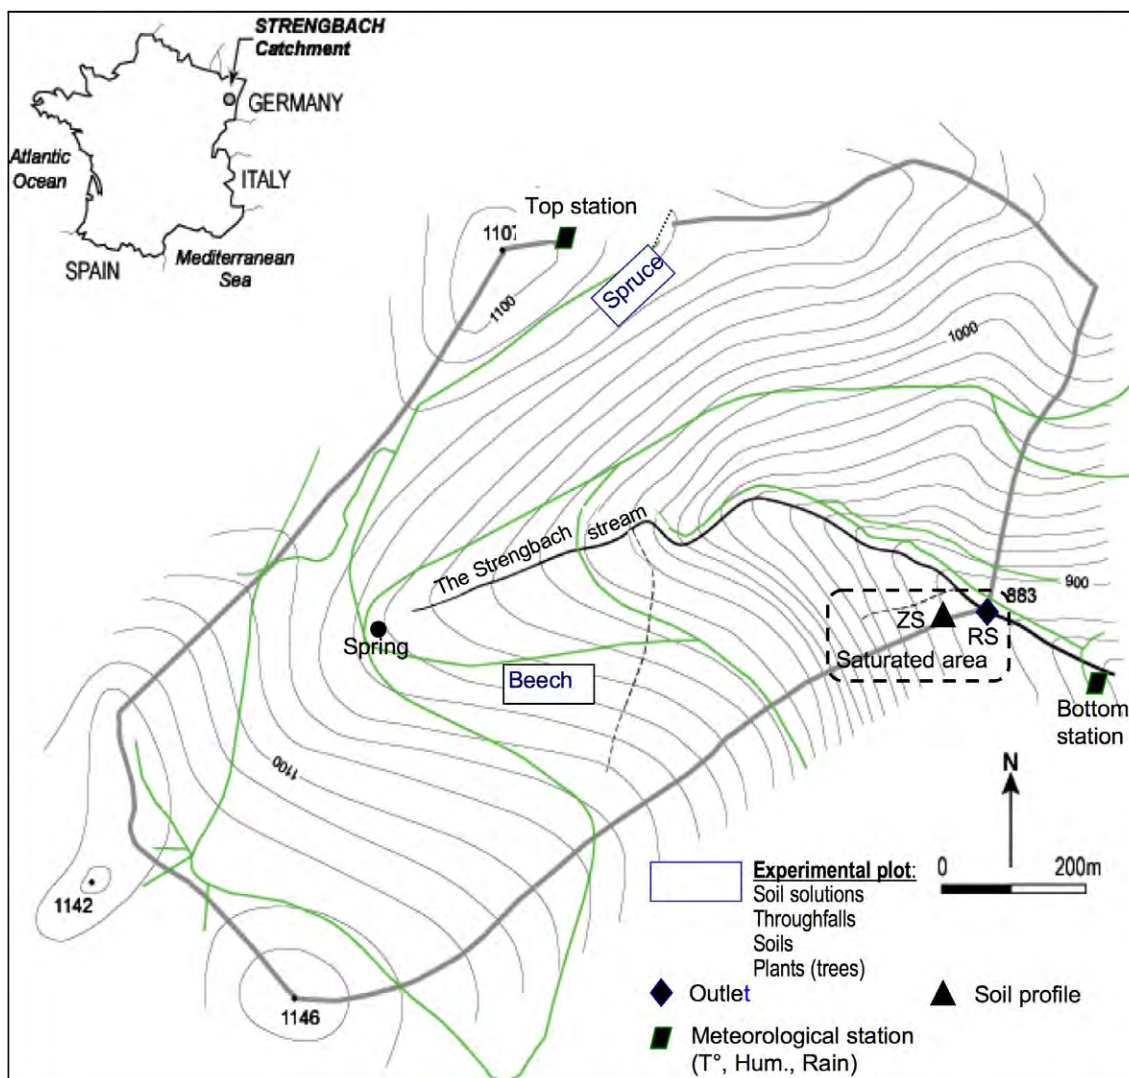 STRENGBACH
Catchment
GERMANY
Atlantic
Ocean
ITALY
SPAIN
Mediterranean
Sea
Top station
1107
Spruce
1100
1000
The Strengbach stream
900
883
ZS
RS
Saturated area
Spring
Beech
Bottom
station
1100
N
0 200m
1142
1146
Experimental plot:
Soil solutions
Throughfalls
Soils
Plants (trees)
Outlet
Soil profile
Meteorological station
(T°, Hum., Rain)